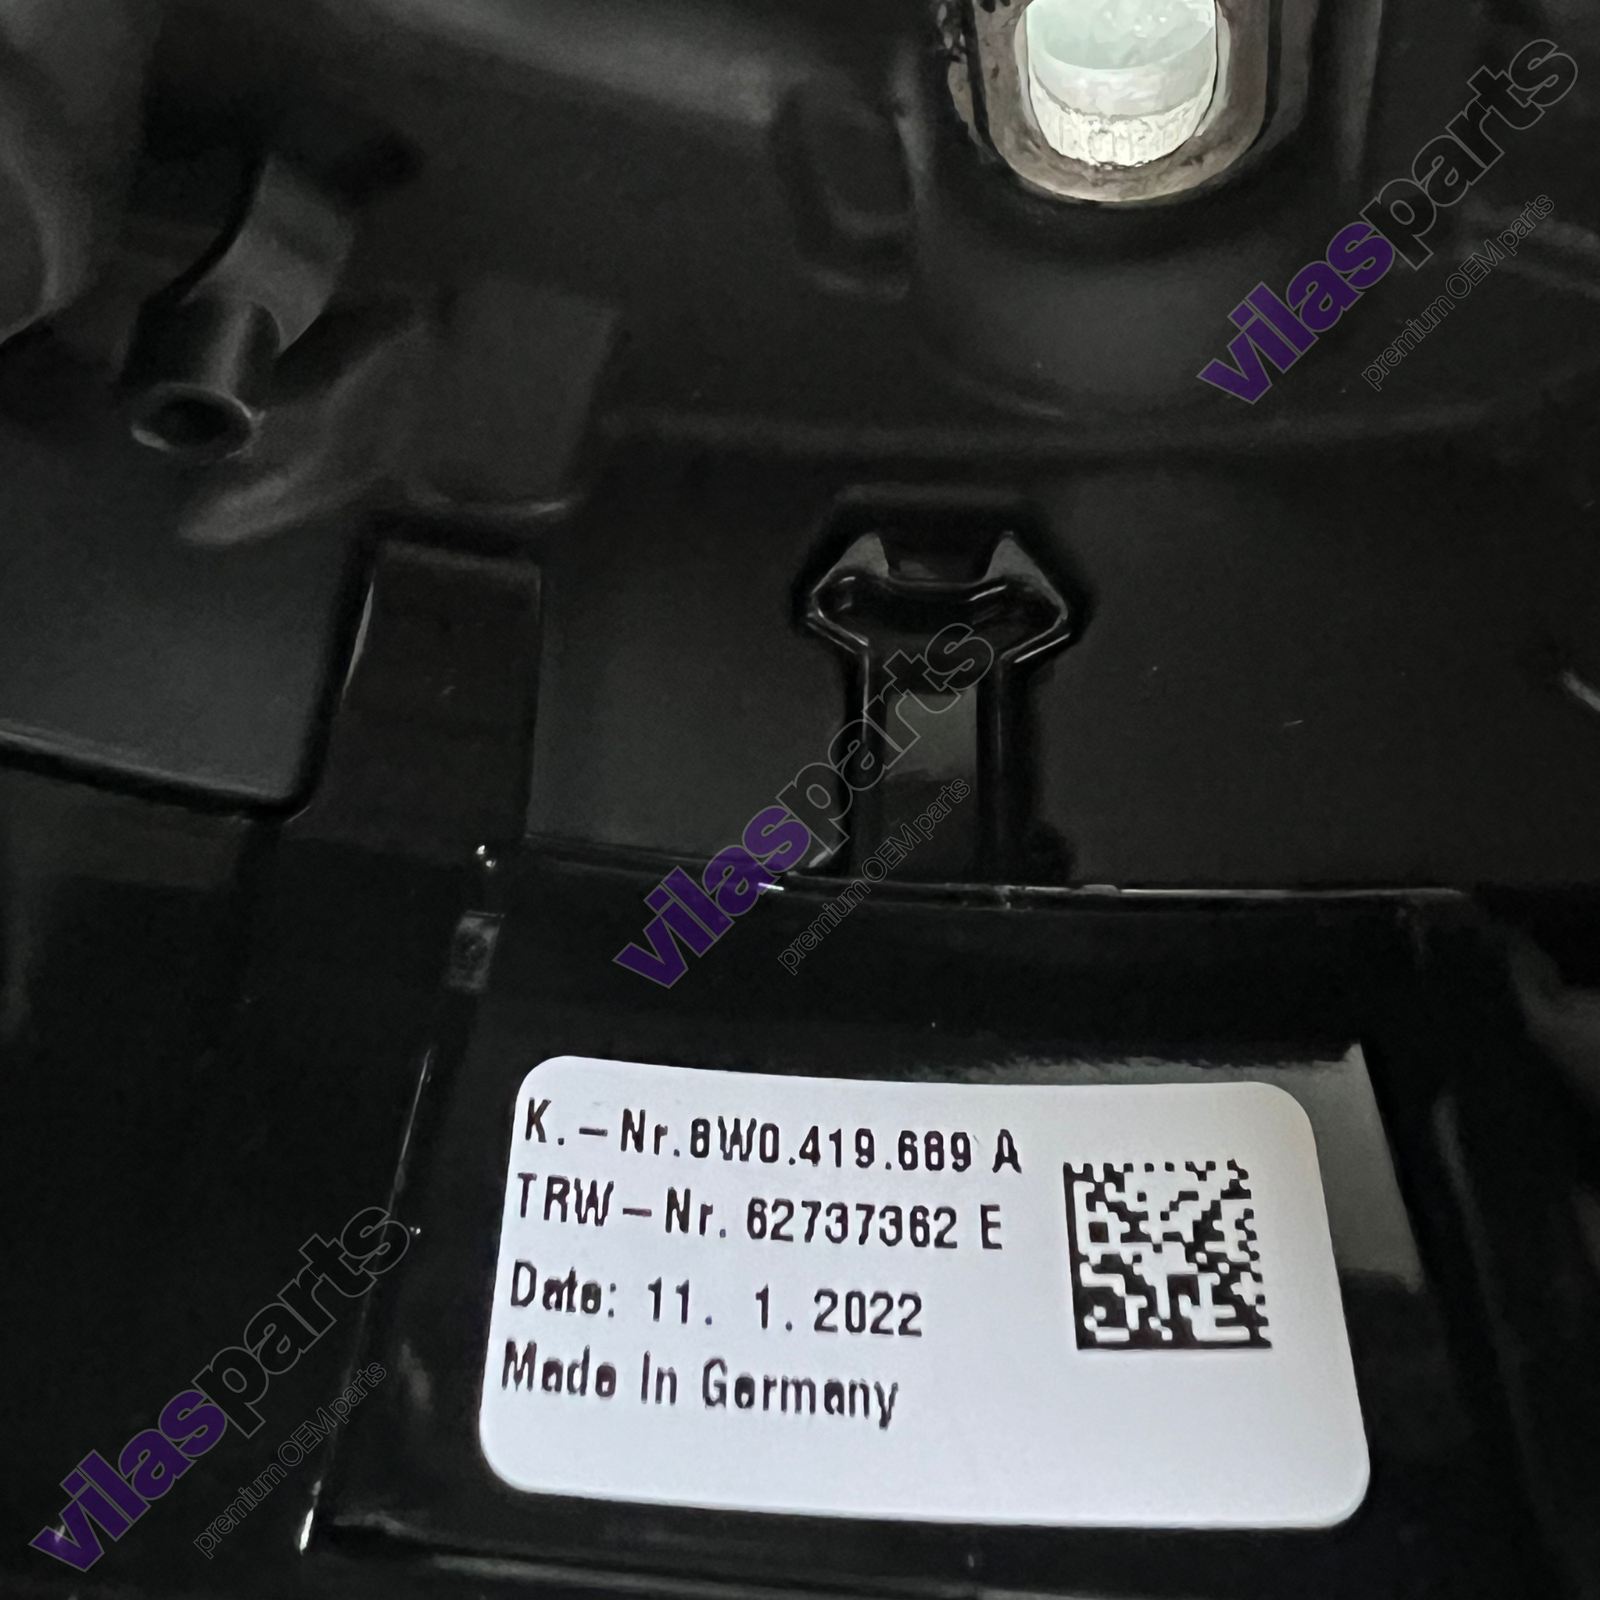 vilasparts
premium OEM parts
vilasparts
premium OEM parts
K.-Nr.8W0.419.689 A
TRW-Nr. 62737362 E
Date: 11. 1.2022
Made In Germany
vilasparts
premium OEM parts